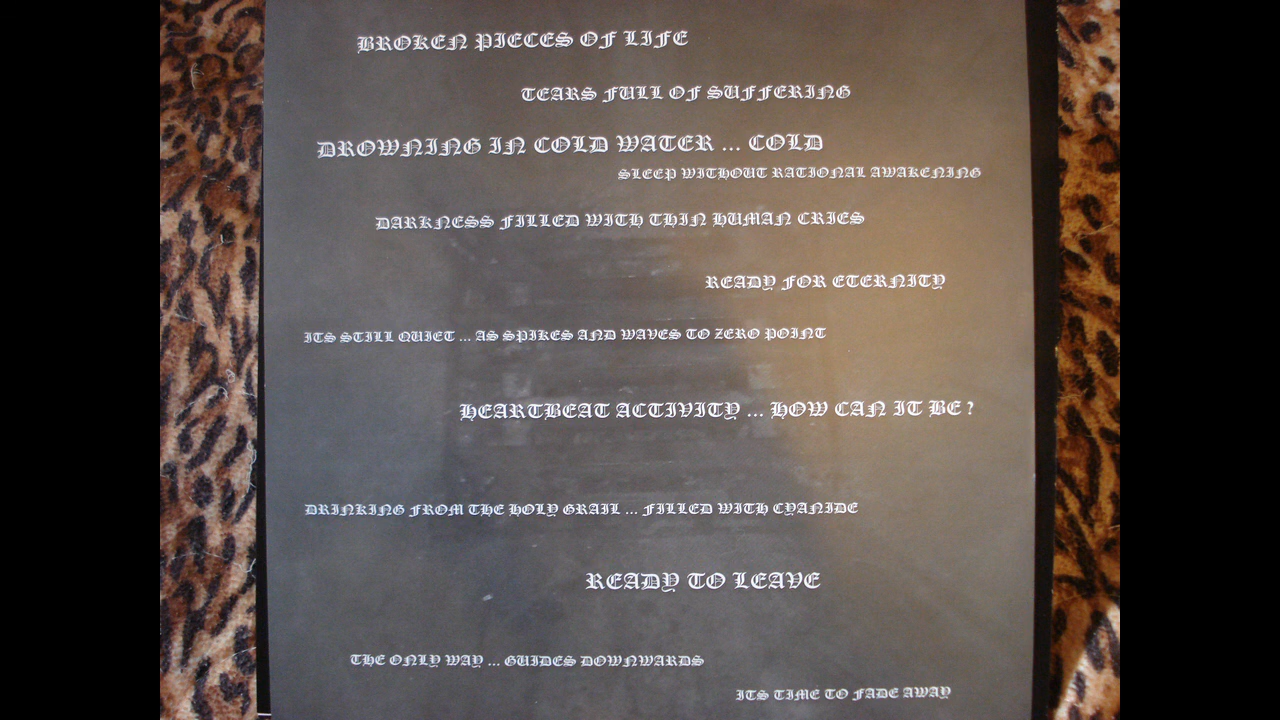 BROKEN PIECES OF LIFE
TEARS FULL OF SUFFERING
DROWNING IN COLD WATER ... COLD
SLEEP WITHOUT RATIONAL AWAKENING
DARKNESS FILLED WITH THIN HUMAN CRIES
READY FOR ETERNITY
ITS STILL QUIET ... AS SPIKES AND WAVES TO ZERO POINT
HEARTBEAT ACTIVITY ... HOW CAN IT BE ?
DRINKING FROM THE HOLY GRAIL ... FILLED WITH CYANIDE
READY TO LEAVE
THE ONLY WAY ... GUIDES DOWNWARDS
ITS TIME TO FADE AWAY